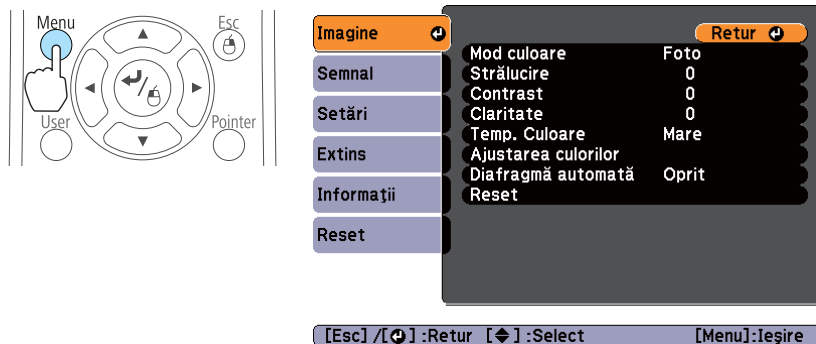 Menu
Esc
User
Pointer
Imagine
Semnal
Setări
Extins
Informaţii
Reset
Retur
Mod culoare Foto
Strălucire 0
Contrast 0
Claritate 0
Temp. Culoare Mare
Ajustarea culorilor
Diafragmă automată Oprit
Reset
[Esc] /[⏎] :Retur [◆] :Select [Menu]:Ieşire